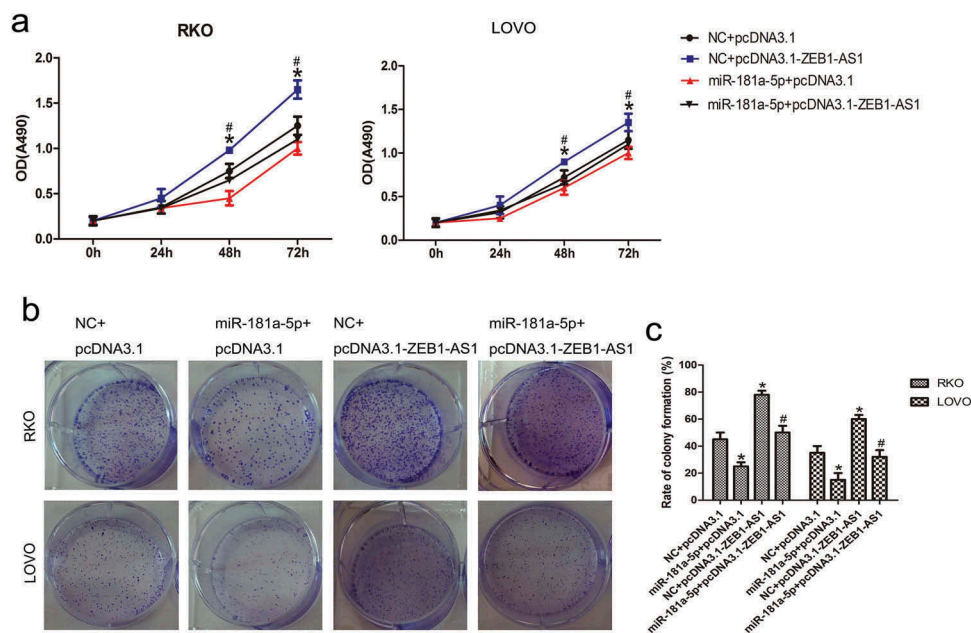 a
RKO
OD(A490)
2.0
1.5
1.0
0.5
0.0
0h
24h
48h
72h
#
*
#
*
LOVO
OD(A490)
2.0
1.5
1.0
0.5
0.0
0h
24h
48h
72h
#
*
#
*
NC+pcDNA3.1
NC+pcDNA3.1-ZEB1-AS1
miR-181a-5p+pcDNA3.1
miR-181a-5p+pcDNA3.1-ZEB1-AS1
b
NC+
pcDNA3.1
miR-181a-5p+
pcDNA3.1
NC+
pcDNA3.1-ZEB1-AS1
miR-181a-5p+
pcDNA3.1-ZEB1-AS1
RKO
LOVO
c
Rate of colony formation (%)
100
80
60
40
20
0
*
*
#
*
*
#
RKO
LOVO
NC+pcDNA3.1
miR-181a-5p+pcDNA3.1
NC+pcDNA3.1-ZEB1-AS1
miR-181a-5p+pcDNA3.1-ZEB1-AS1
NC+pcDNA3.1
miR-181a-5p+pcDNA3.1
NC+pcDNA3.1-ZEB1-AS1
miR-181a-5p+pcDNA3.1-ZEB1-AS1